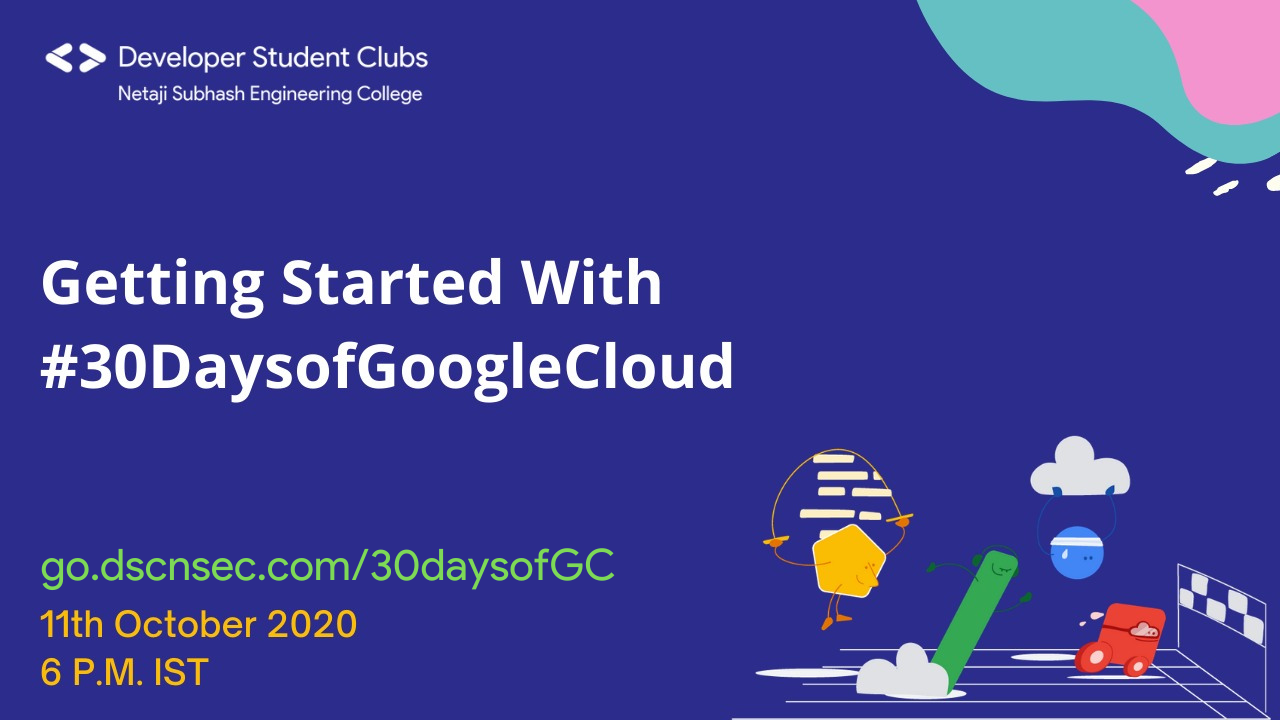 Developer Student Clubs
Netaji Subhash Engineering College
Getting Started With
#30DaysofGoogleCloud
go.dscnsec.com/30daysofGC
11th October 2020
6 P.M. IST